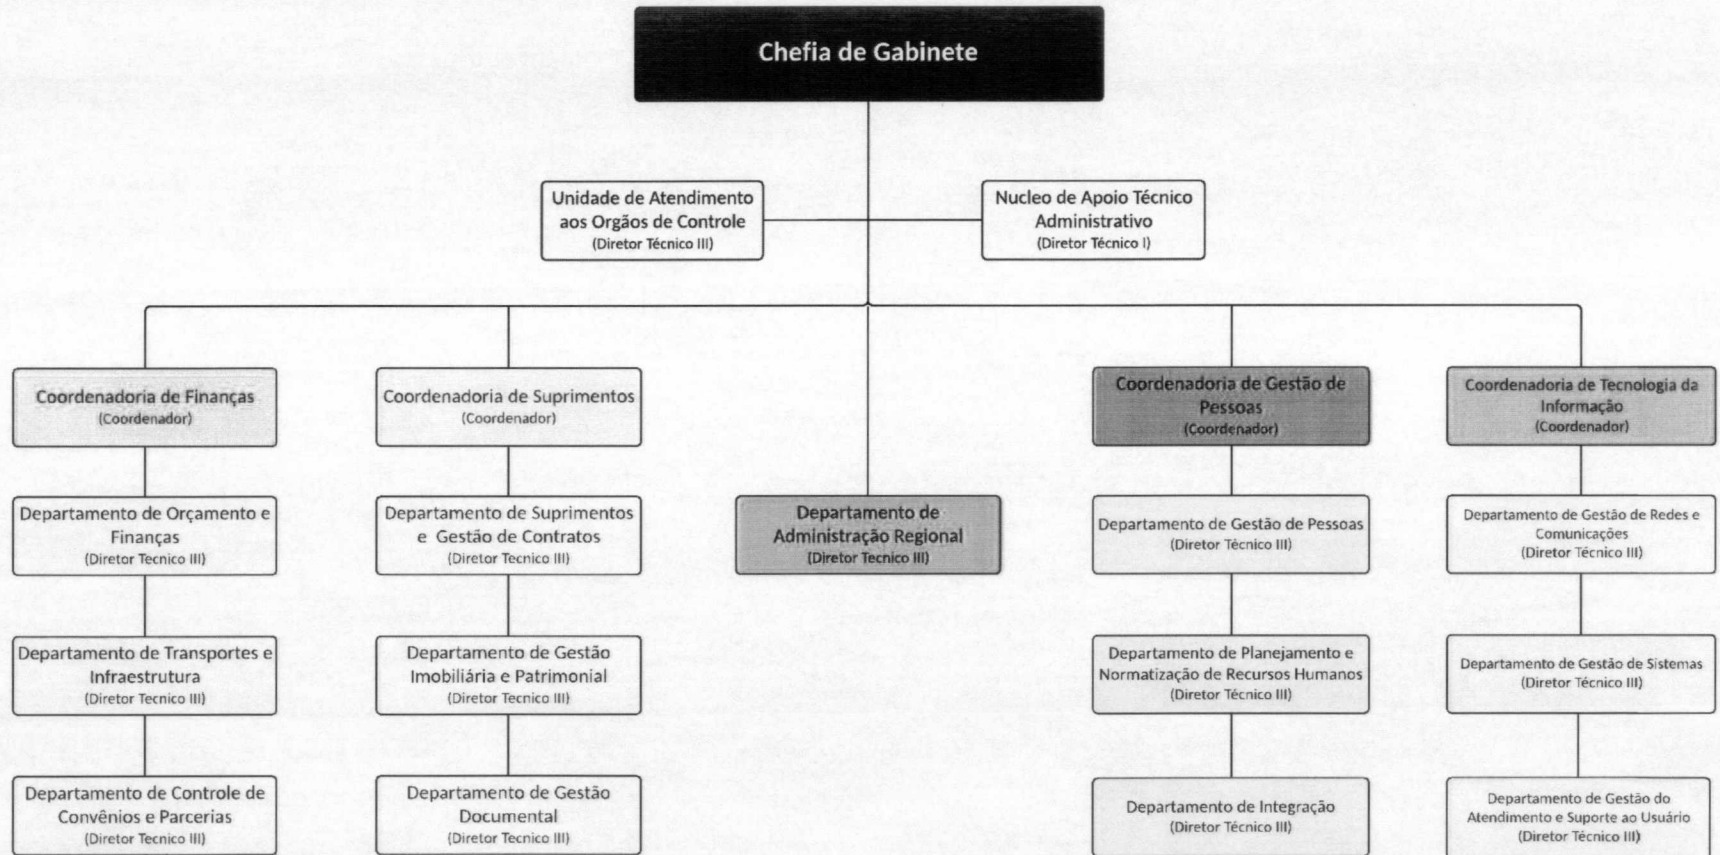 Chefia de Gabinete
Unidade de Atendimento
aos Orgãos de Controle
(Diretor Técnico III)
Nucleo de Apoio Técnico
Administrativo
(Diretor Técnico I)
Coordenadoria de Finanças
(Coordenador)
Coordenadoria de Suprimentos
(Coordenador)
Coordenadoria de Gestão de
Pessoas
(Coordenador)
Coordenadoria de Tecnologia da
Informação
(Coordenador)
Departamento de Orçamento e
Finanças
(Diretor Tecnico III)
Departamento de Suprimentos
e Gestão de Contratos
(Diretor Tecnico III)
Departamento de
Administração Regional
(Diretor Tecnico III)
Departamento de Gestão de Pessoas
(Diretor Técnico III)
Departamento de Gestão de Redes e
Comunicações
(Diretor Técnico III)
Departamento de Transportes e
Infraestrutura
(Diretor Tecnico III)
Departamento de Gestão
Imobiliária e Patrimonial
(Diretor Tecnico III)
Departamento de Planejamento e
Normatização de Recursos Humanos
(Diretor Técnico III)
Departamento de Gestão de Sistemas
(Diretor Técnico III)
Departamento de Controle de
Convênios e Parcerias
(Diretor Tecnico III)
Departamento de Gestão
Documental
(Diretor Tecnico III)
Departamento de Integração
(Diretor Técnico III)
Departamento de Gestão do
Atendimento e Suporte ao Usuário
(Diretor Técnico III)